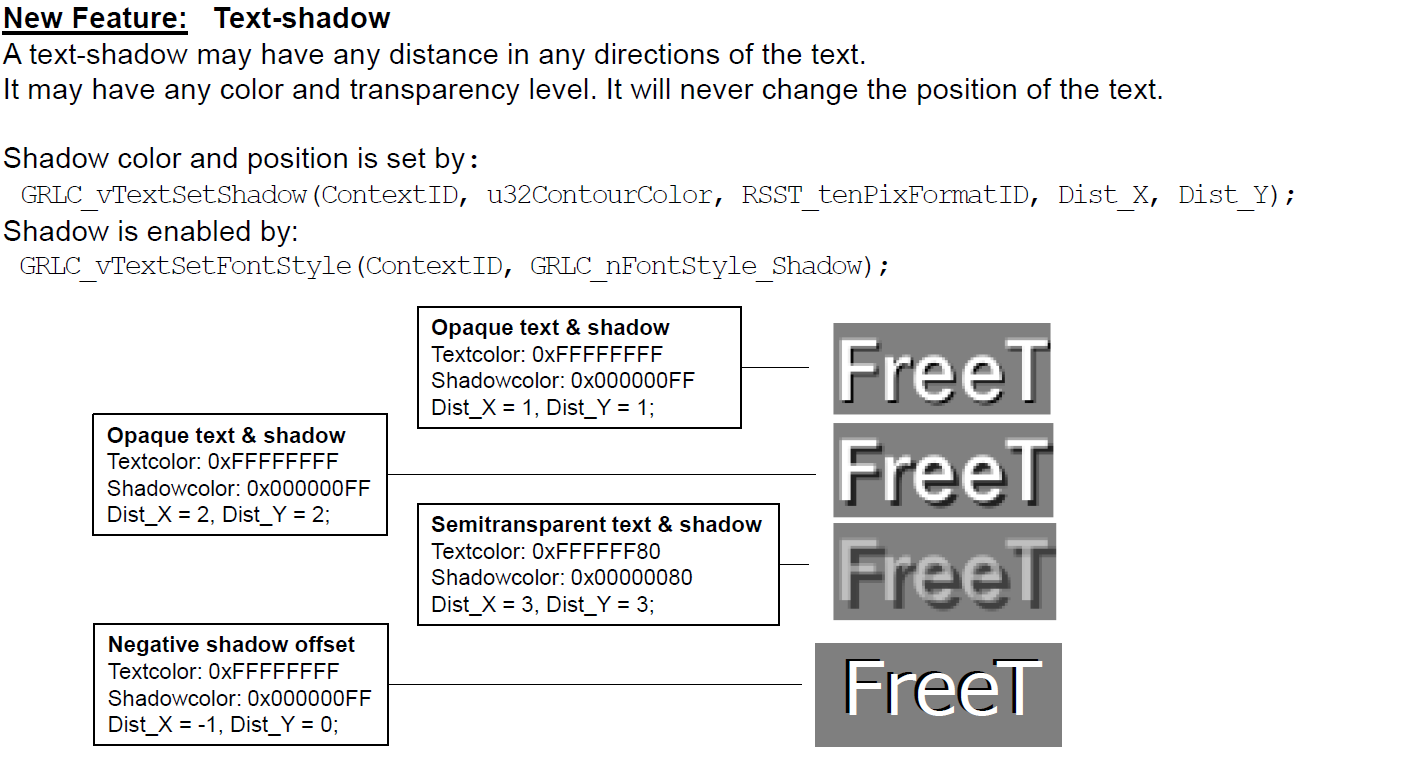 New Feature: Text-shadow
A text-shadow may have any distance in any directions of the text.
It may have any color and transparency level. It will never change the position of the text.
Shadow color and position is set by:
GRLC_vTextSetShadow(ContextID, u32ContourColor, RSST_tenPixFormatID, Dist_X, Dist_Y);
Shadow is enabled by:
GRLC_vTextSetFontStyle(ContextID, GRLC_nFontStyle_Shadow);
Opaque text & shadow
Textcolor: 0xFFFFFFFF
Shadowcolor: 0x000000FF
Dist_X = 1, Dist_Y = 1;
FreeT
Opaque text & shadow
Textcolor: 0xFFFFFFFF
Shadowcolor: 0x000000FF
Dist_X = 2, Dist_Y = 2;
FreeT
Semitransparent text & shadow
Textcolor: 0xFFFFFF80
Shadowcolor: 0x00000080
Dist_X = 3, Dist_Y = 3;
FreeT
Negative shadow offset
Textcolor: 0xFFFFFFFF
Shadowcolor: 0x000000FF
Dist_X = -1, Dist_Y = 0;
FreeT